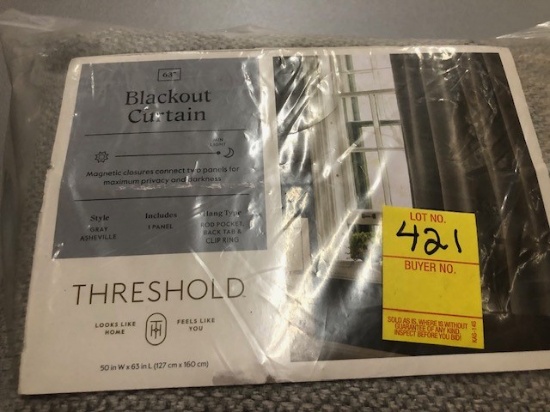 63"
Blackout
Curtain
Magnetic closures connect two panels for
maximum privacy and darkness
Style
GRAY
ASHEVILLE
Includes
1 PANEL
Hang Type
ROD POCKET,
BACK TAB &
CLIP RING
THRESHOLD
LOOKS LIKE
HOME
FEELS LIKE
YOU
50 in W x 63 in L (127 cm x 160 cm)
LOT NO.
421
BUYER NO.
SOLD AS IS, WHERE IS WITHOUT
GUARANTEE OF ANY KIND.
INSPECT BEFORE YOU BID!